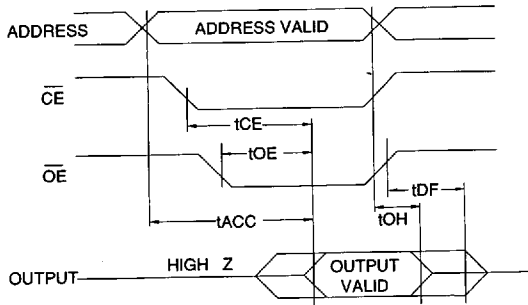 ADDRESS
ADDRESS VALID
CE
tCE
tOE
OE
tDF
tACC
tOH
HIGH Z
OUTPUT
OUTPUT
VALID